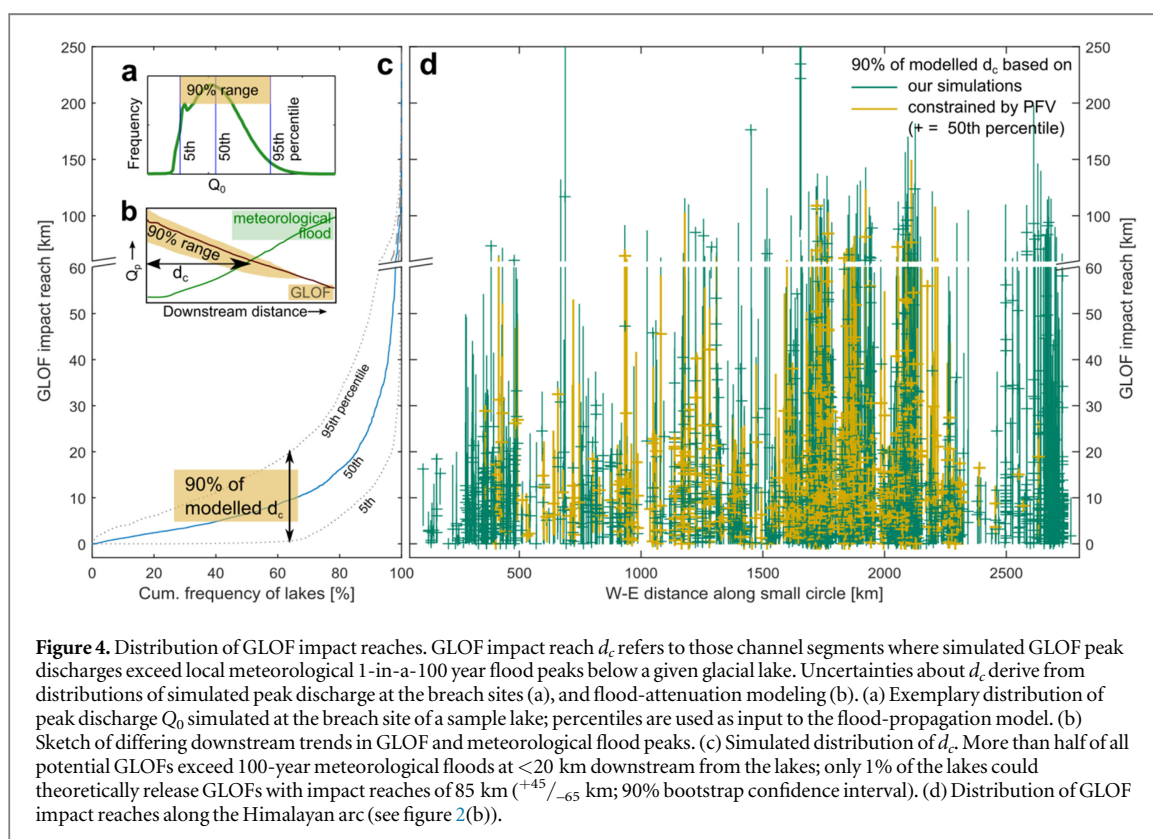 250
200
150
100
60
50
40
30
20
10
0
GLOF impact reach [km]
a
Frequency
90% range
5th
50th
95th
percentile
Q₀
b
meteorological
flood
90% range
Qₚ
d꜀
GLOF
Downstream distance
c
95th percentile
50th
5th
90% of
modelled d꜀
0 20 40 60 80 100
Cum. frequency of lakes [%]
d
90% of modelled d꜀ based on
our simulations
constrained by PFV
(+ = 50th percentile)
500 1000 1500 2000 2500
W-E distance along small circle [km]
250
200
150
100
60
50
40
30
20
10
0
GLOF impact reach [km]
Figure 4. Distribution of GLOF impact reaches. GLOF impact reach d꜀ refers to those channel segments where simulated GLOF peak
discharges exceed local meteorological 1-in-a-100 year flood peaks below a given glacial lake. Uncertainties about d꜀ derive from
distributions of simulated peak discharge at the breach sites (a), and flood-attenuation modeling (b). (a) Exemplary distribution of
peak discharge Q₀ simulated at the breach site of a sample lake; percentiles are used as input to the flood-propagation model. (b)
Sketch of differing downstream trends in GLOF and meteorological flood peaks. (c) Simulated distribution of d꜀. More than half of all
potential GLOFs exceed 100-year meteorological floods at <20 km downstream from the lakes; only 1% of the lakes could
theoretically release GLOFs with impact reaches of 85 km (⁺⁴⁵/₋₆₅ km; 90% bootstrap confidence interval). (d) Distribution of GLOF
impact reaches along the Himalayan arc (see figure 2(b)).